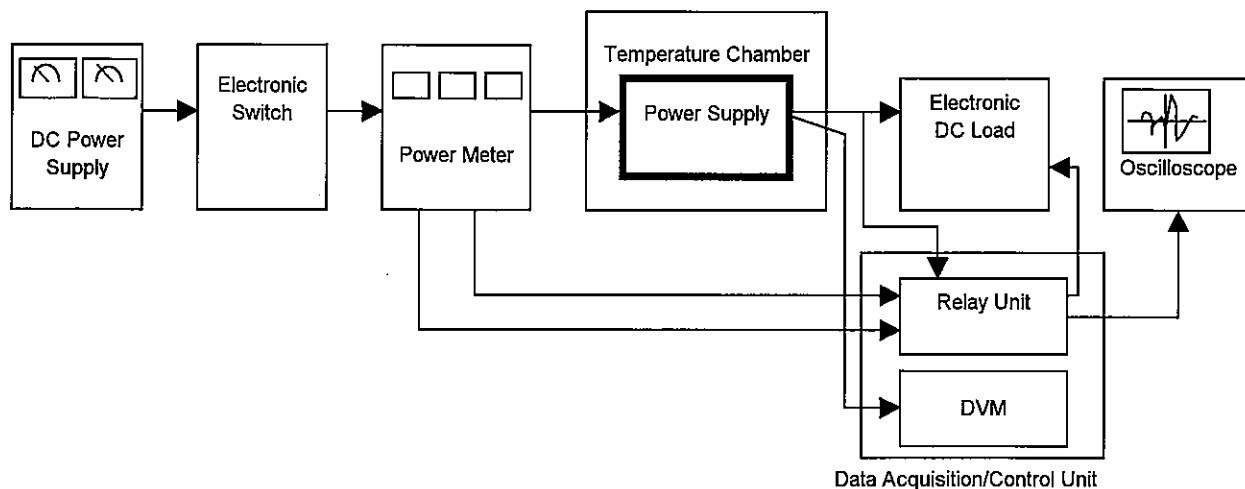 DC Power
Supply
Electronic
Switch
Power Meter
Temperature Chamber
Power Supply
Electronic
DC Load
Oscilloscope
Relay Unit
DVM
Data Acquisition/Control Unit